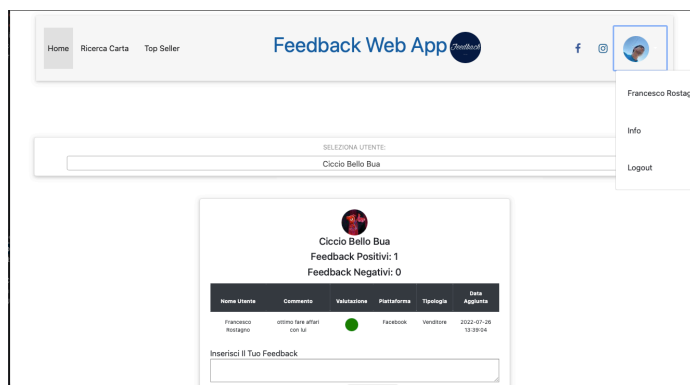 Home Ricerca Carta Top Seller Feedback Web App Feedback
Francesco
Info
Logout
SELEZIONA UTENTE:
Ciccio Bello Bua
Ciccio Bello Bua
Feedback Positivi: 1
Feedback Negativi: 0
Nome Utente Commento Valutazione Piattaforma Tipologia Data Aggiunta
Francesco Rostagno ottimo fare affari con lui Facebook Venditore 2022-07-26 13:39:04
Inserisci Il Tuo Feedback